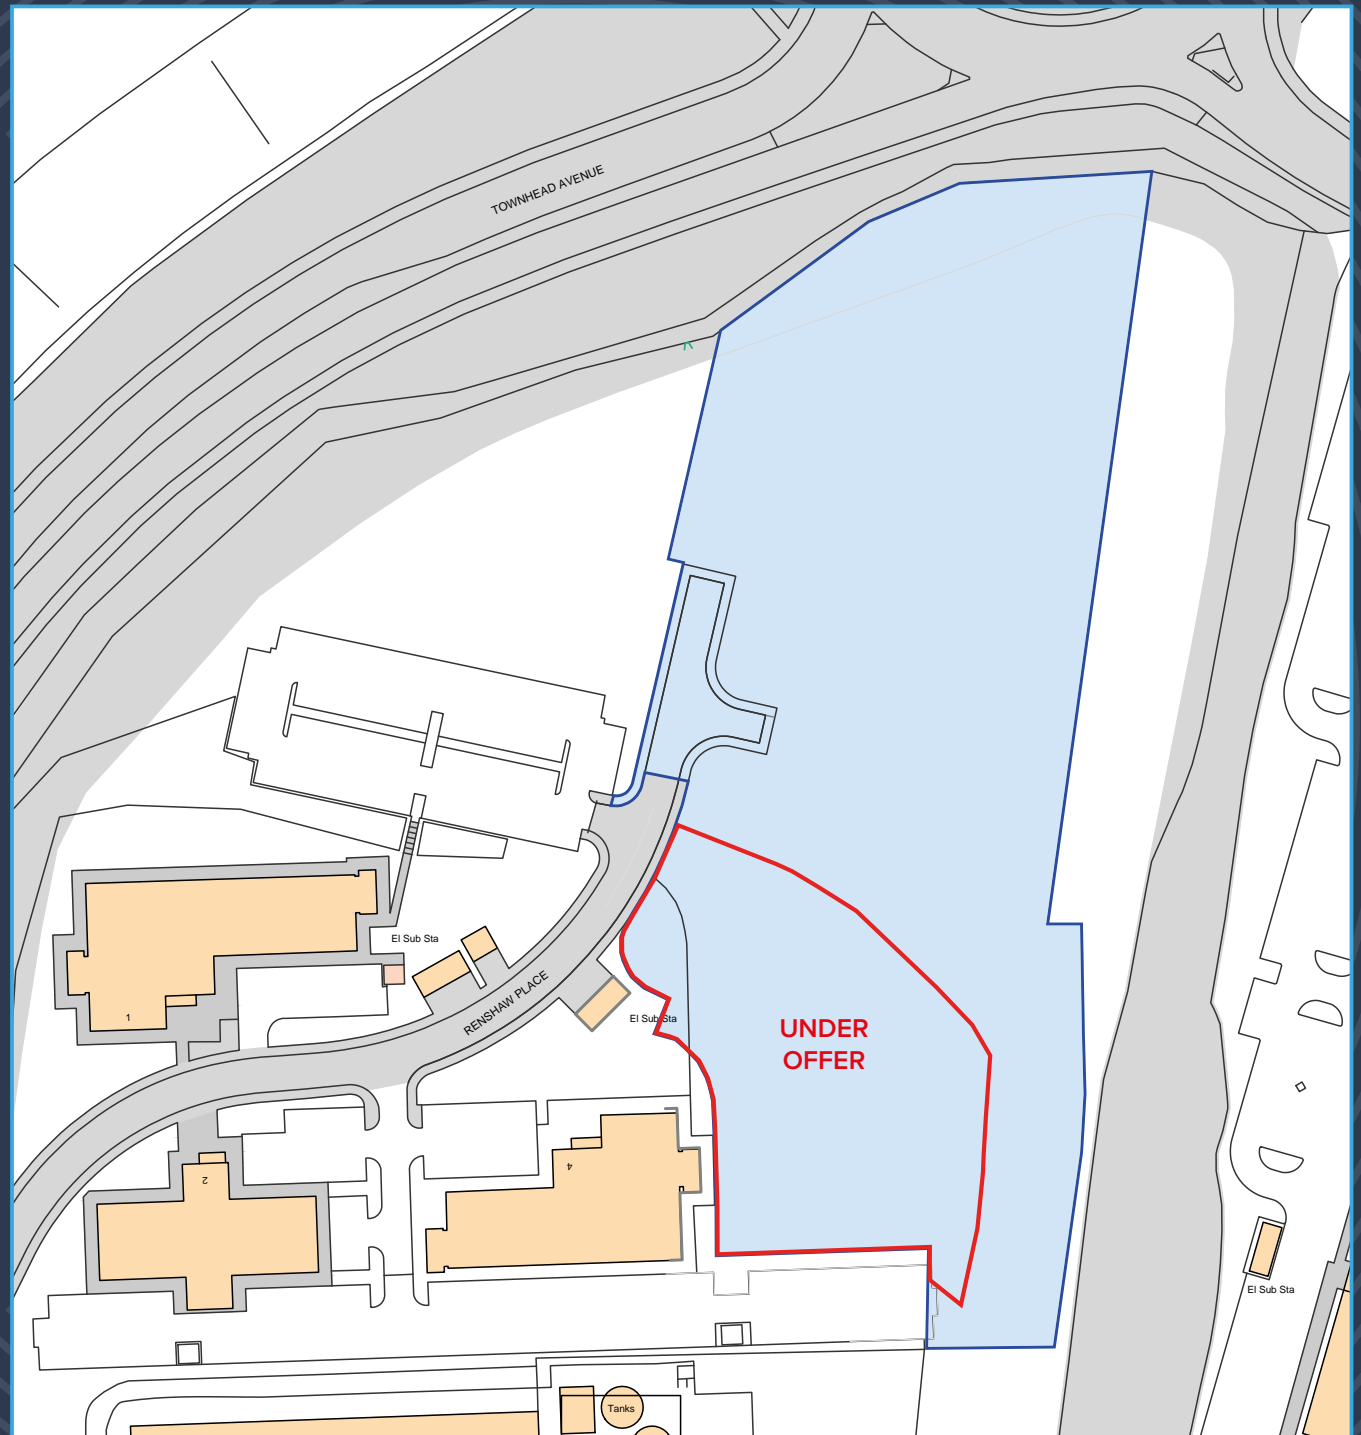 TOWNHEAD AVENUE
El Sub Sta
RENSHAW PLACE
1
El Sub Sta
UNDER
OFFER
4
2
El Sub Sta
Tanks